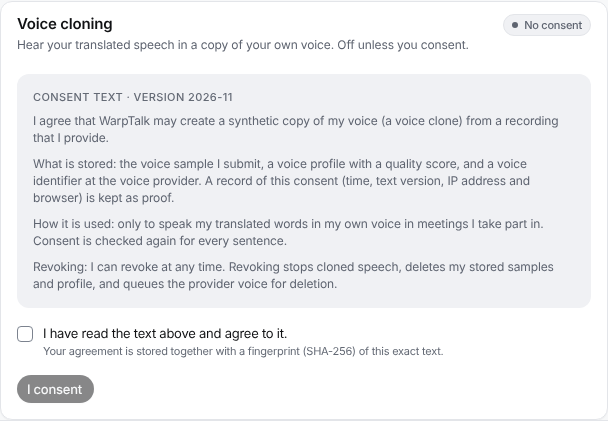 Voice cloning
No consent
Hear your translated speech in a copy of your own voice. Off unless you consent.
CONSENT TEXT · VERSION 2026-11
I agree that WarpTalk may create a synthetic copy of my voice (a voice clone) from a recording
that I provide.
What is stored: the voice sample I submit, a voice profile with a quality score, and a voice
identifier at the voice provider. A record of this consent (time, text version, IP address and
browser) is kept as proof.
How it is used: only to speak my translated words in my own voice in meetings I take part in.
Consent is checked again for every sentence.
Revoking: I can revoke at any time. Revoking stops cloned speech, deletes my stored samples
and profile, and queues the provider voice for deletion.
I have read the text above and agree to it.
Your agreement is stored together with a fingerprint (SHA-256) of this exact text.
I consent